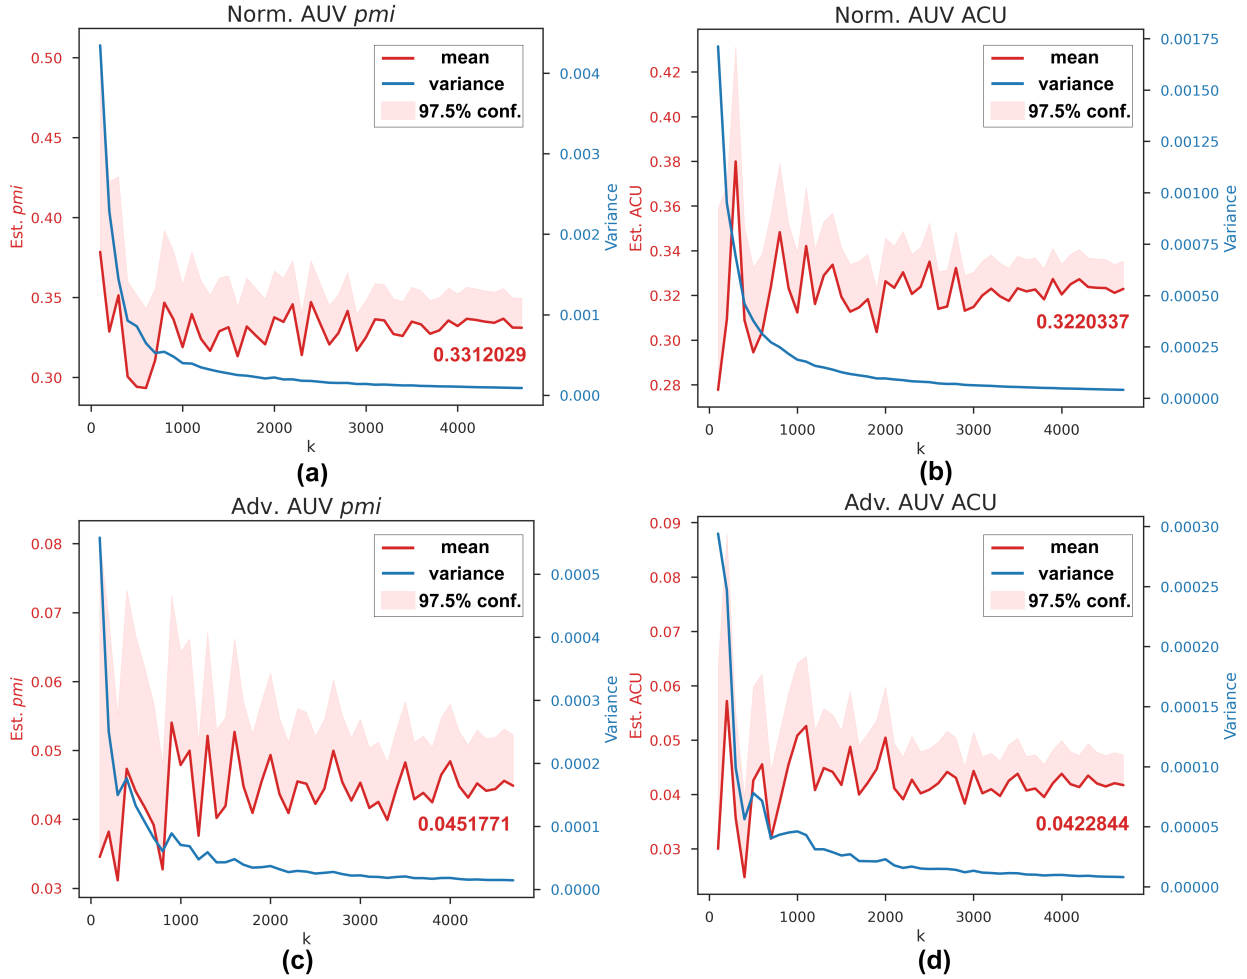 Norm. AUV pmi
0.50
0.45
0.40
0.35
0.30
Est. pmi
mean
variance
97.5% conf.
0.004
0.003
0.002
0.001
0.000
Variance
0.3312029
0 1000 2000 3000 4000
k
(a)
Norm. AUV ACU
0.42
0.40
0.38
0.36
0.34
0.32
0.30
0.28
Est. ACU
mean
variance
97.5% conf.
0.00175
0.00150
0.00125
0.00100
0.00075
0.00050
0.00025
0.00000
Variance
0.3220337
0 1000 2000 3000 4000
k
(b)
Adv. AUV pmi
0.08
0.07
0.06
0.05
0.04
0.03
Est. pmi
mean
variance
97.5% conf.
0.0005
0.0004
0.0003
0.0002
0.0001
0.0000
Variance
0.0451771
0 1000 2000 3000 4000
k
(c)
Adv. AUV ACU
0.09
0.08
0.07
0.06
0.05
0.04
0.03
Est. ACU
mean
variance
97.5% conf.
0.00030
0.00025
0.00020
0.00015
0.00010
0.00005
0.00000
Variance
0.0422844
0 1000 2000 3000 4000
k
(d)